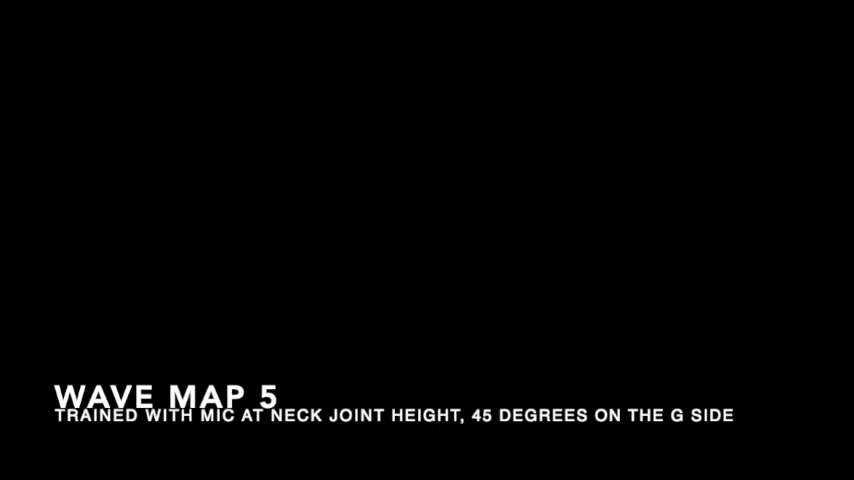 WAVE MAP 5
TRAINED WITH MIC AT NECK JOINT HEIGHT, 45 DEGREES ON THE G SIDE